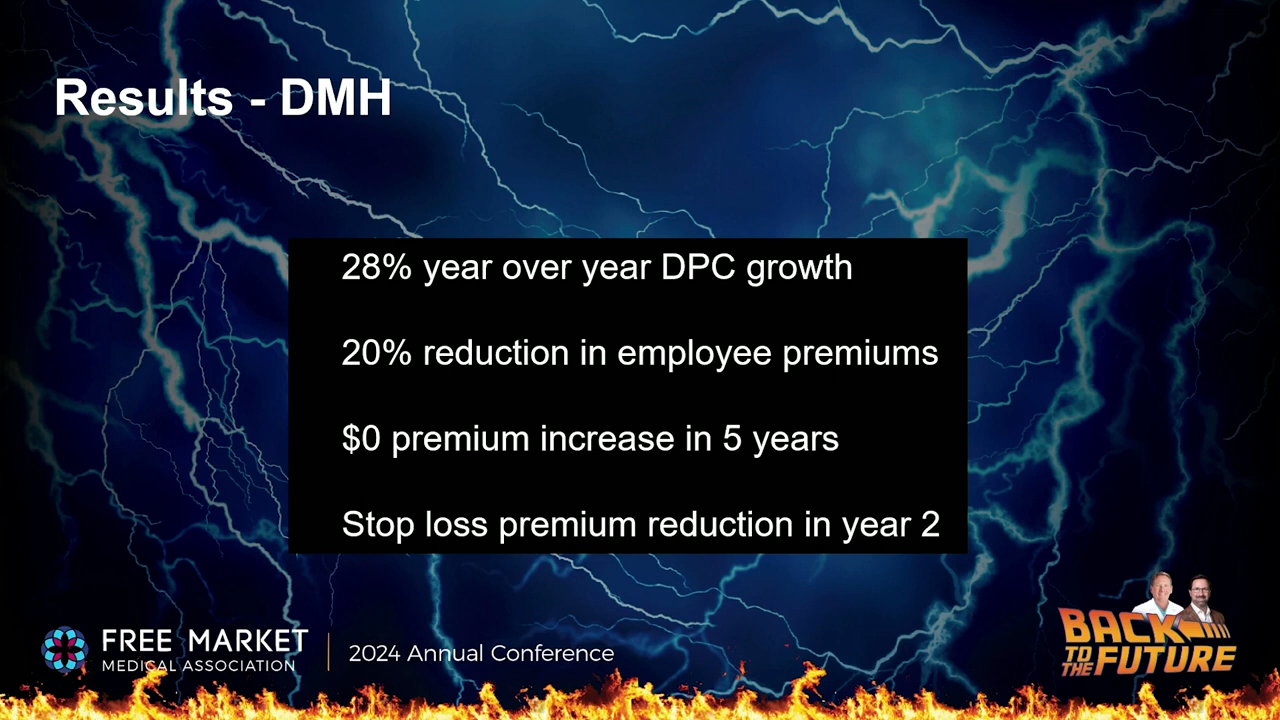 Results - DMH
28% year over year DPC growth
20% reduction in employee premiums
$0 premium increase in 5 years
Stop loss premium reduction in year 2
FREE MARKET
MEDICAL ASSOCIATION
2024 Annual Conference
BACK
TO THE FUTURE